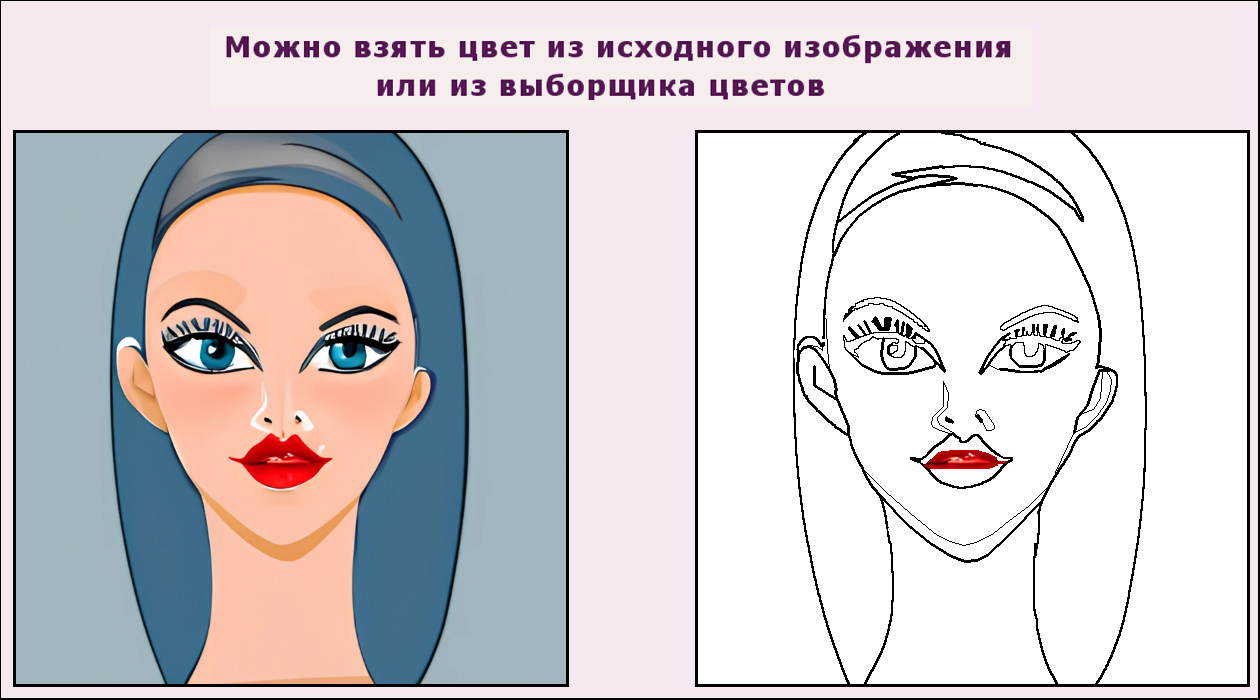 Можно взять цвет из исходного изображения
или из выборщика цветов